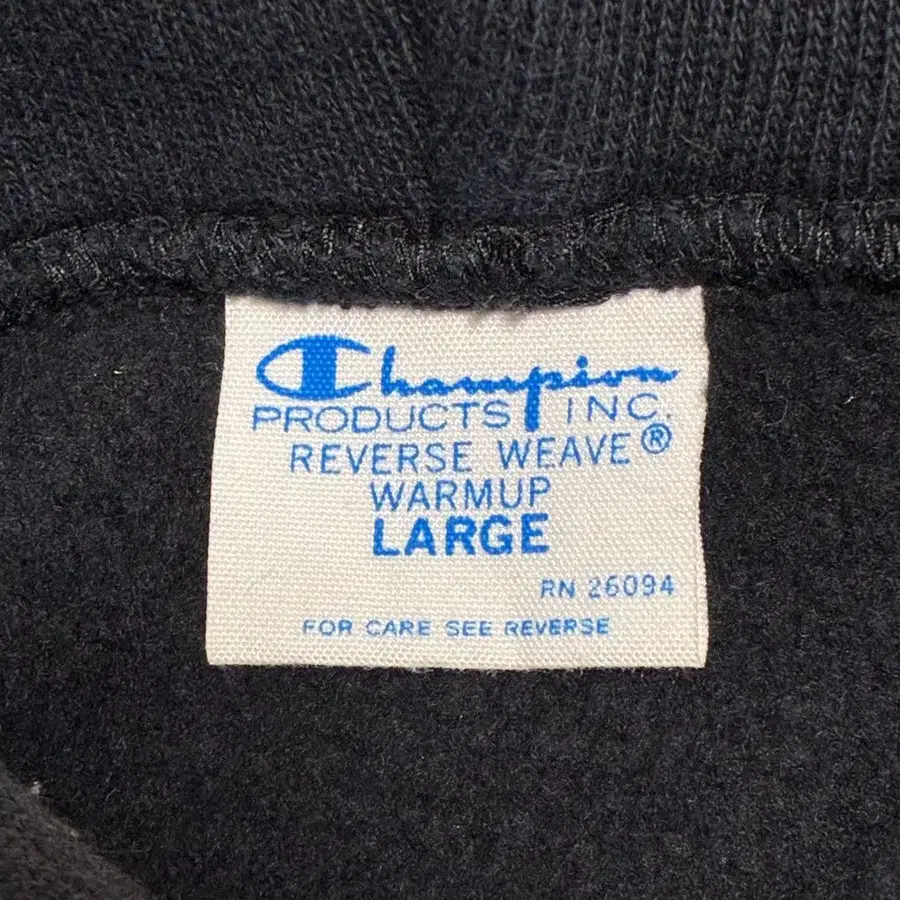 Champion
PRODUCTS INC.
REVERSE WEAVE®
WARMUP
LARGE
RN 26094
FOR CARE SEE REVERSE